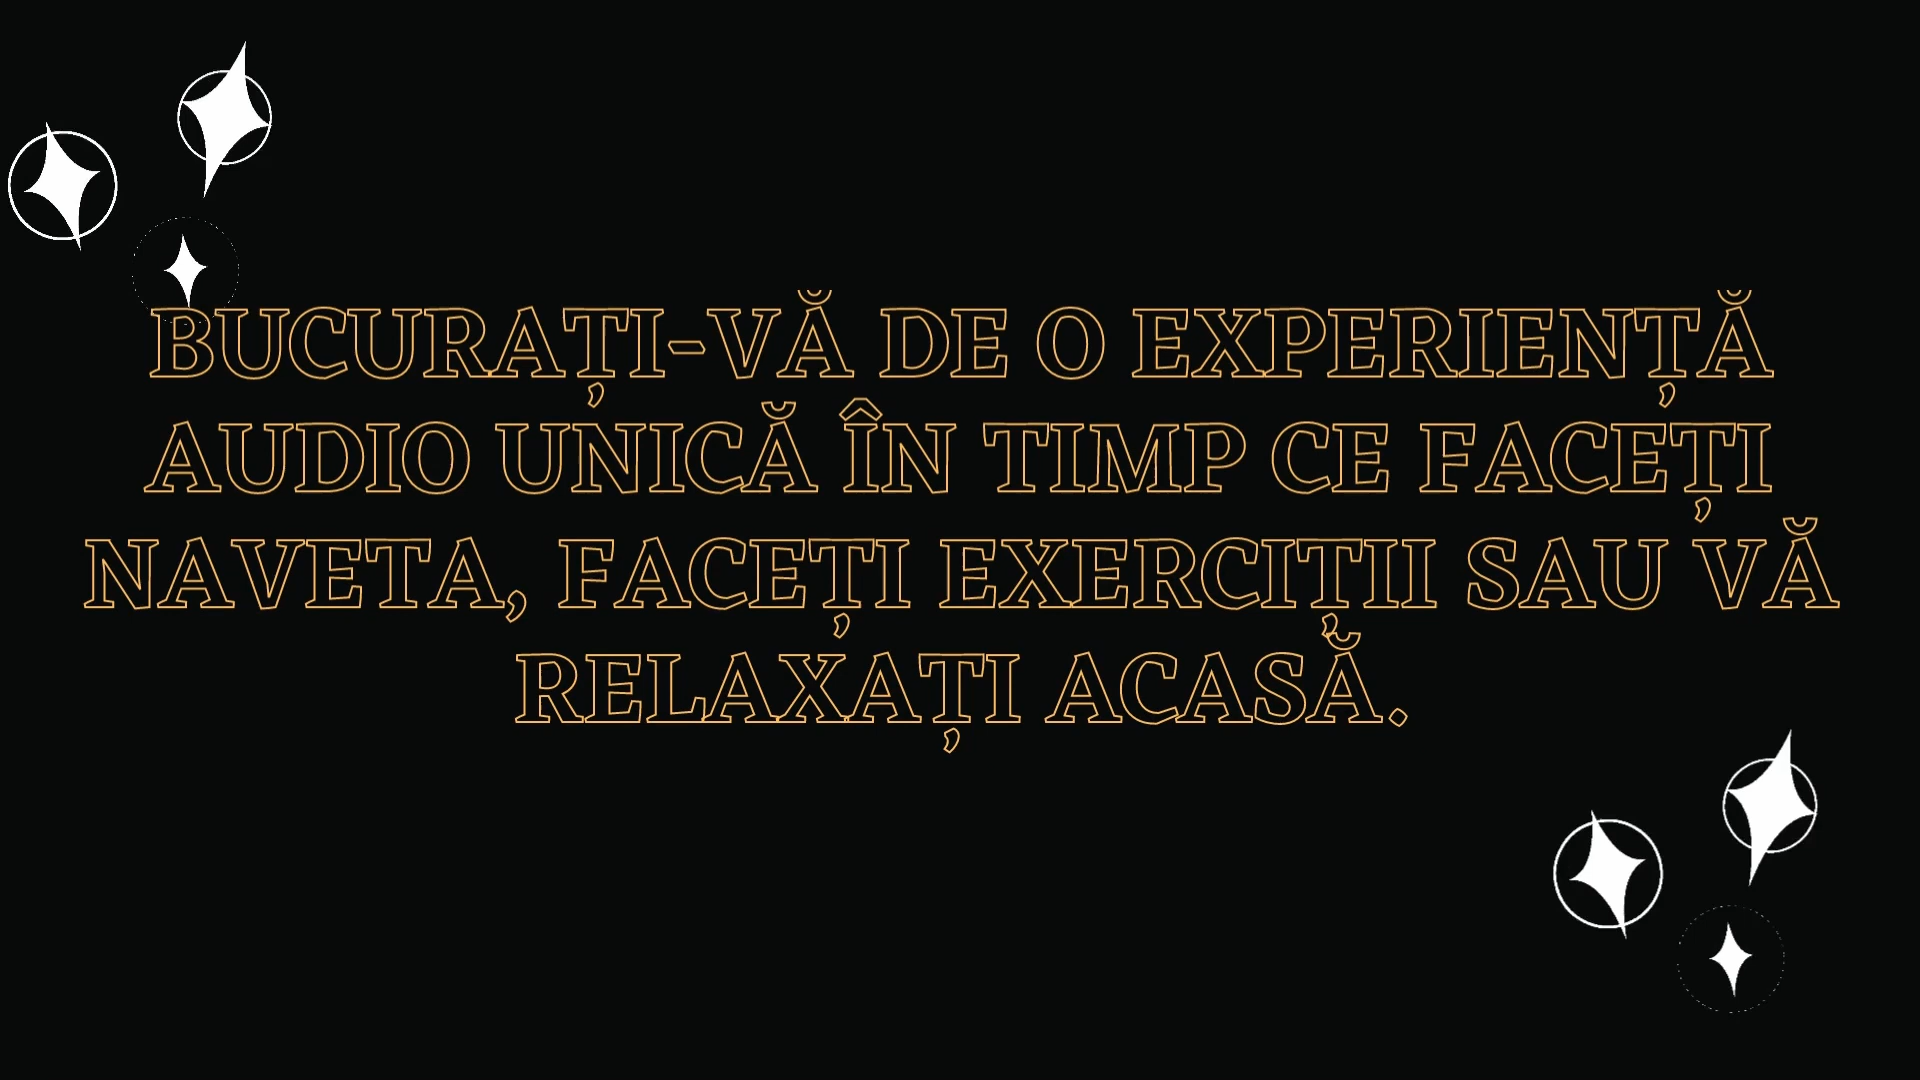 BUCURAȚI-VĂ DE O EXPERIENȚĂ
AUDIO UNICĂ ÎN TIMP CE FACEȚI
NAVETA, FACEȚI EXERCIȚII SAU VĂ
RELAXAȚI ACASĂ.